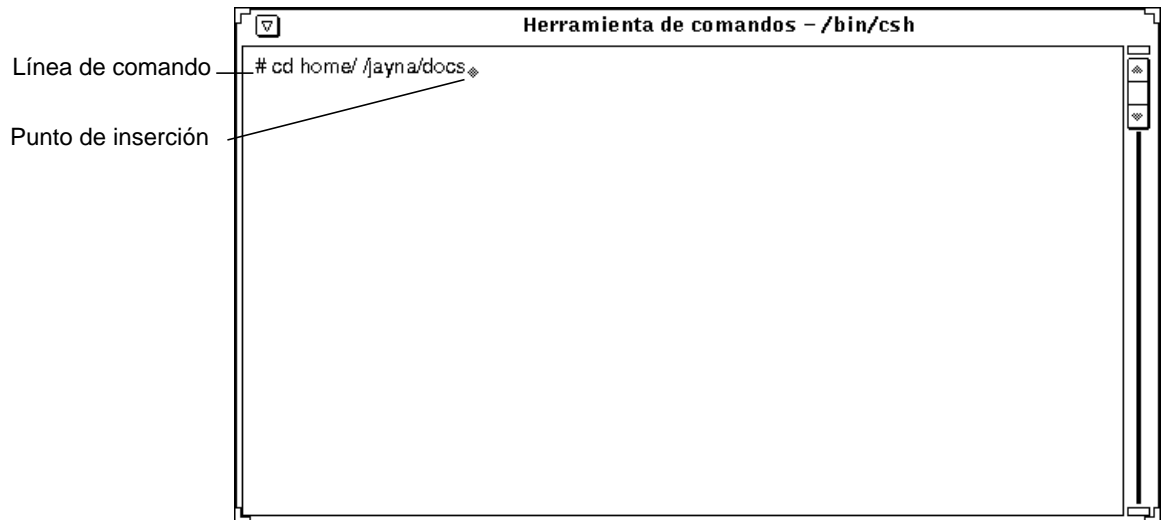 Herramienta de comandos – /bin/csh
Línea de comando
# cd home/ /jayna/docs
Punto de inserción